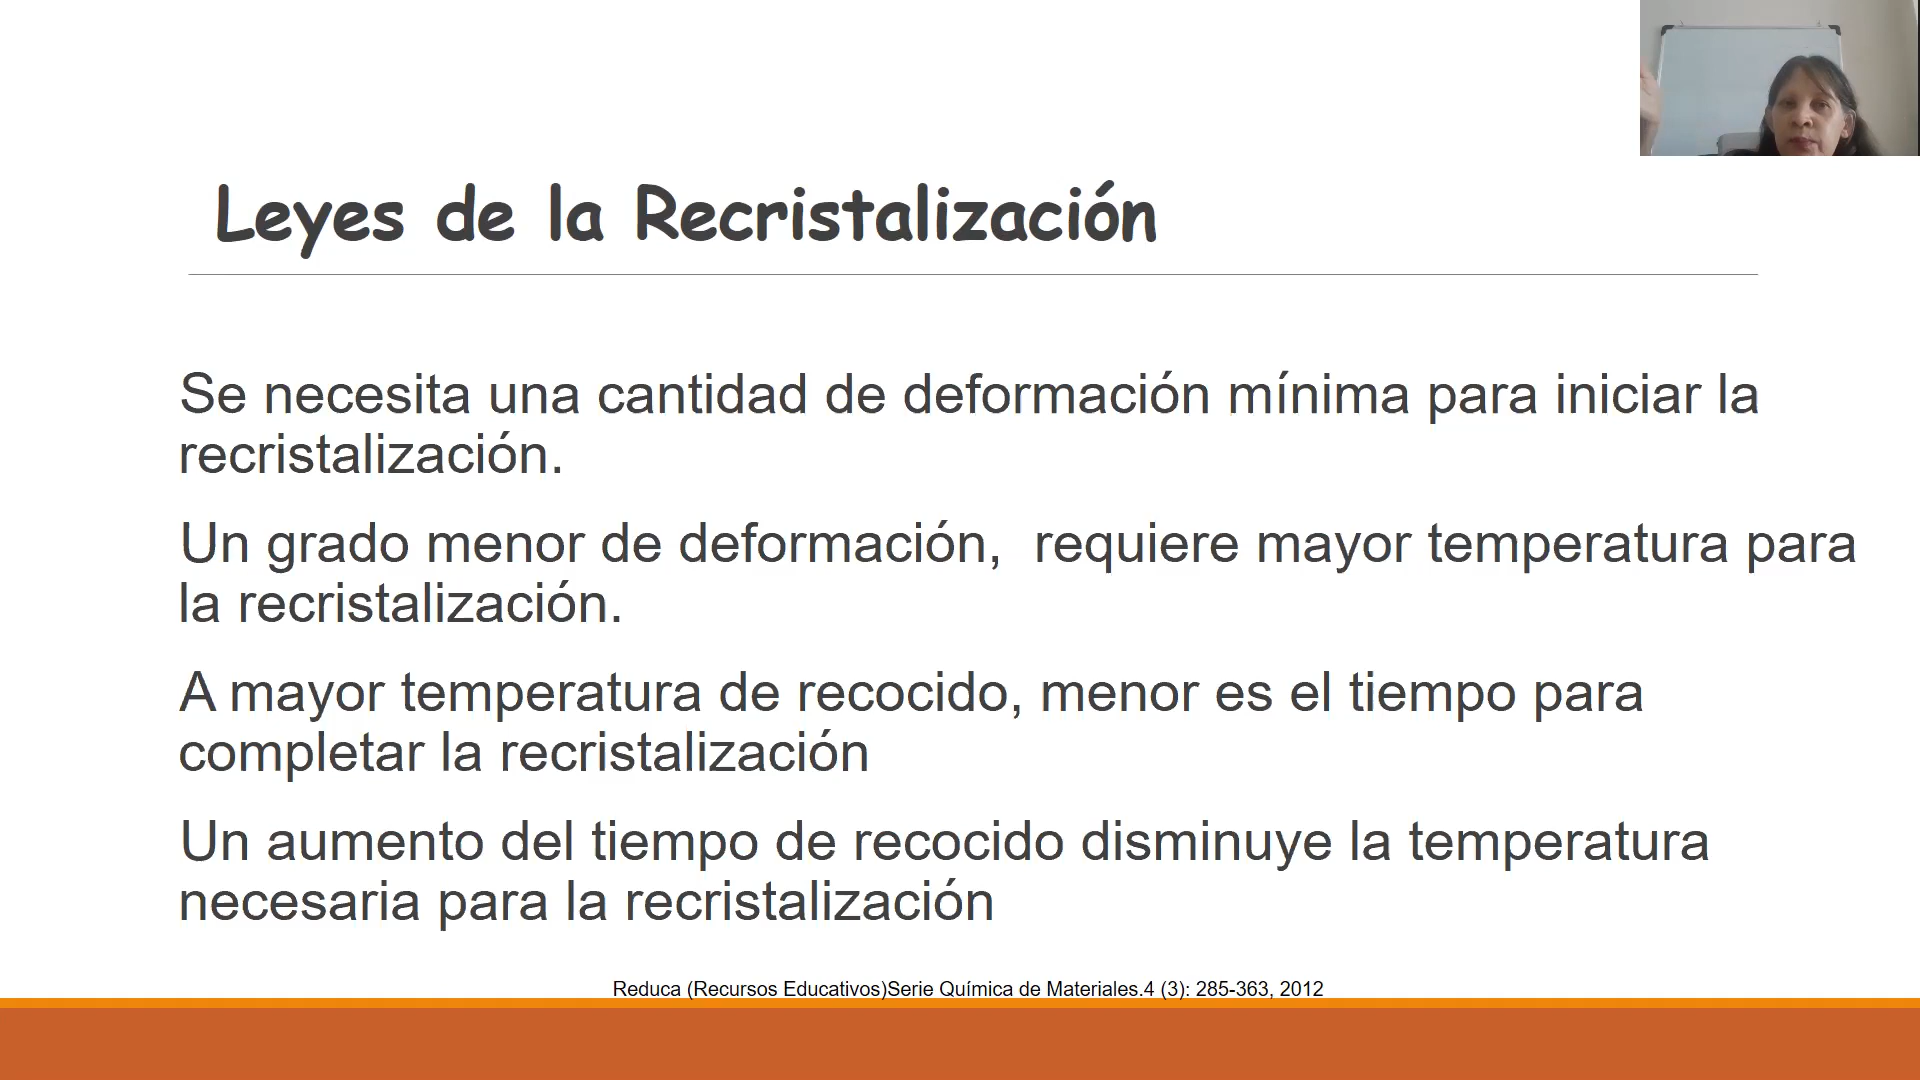 Leyes de la Recristalización
Se necesita una cantidad de deformación mínima para iniciar la
recristalización.
Un grado menor de deformación,  requiere mayor temperatura para
la recristalización.
A mayor temperatura de recocido, menor es el tiempo para
completar la recristalización
Un aumento del tiempo de recocido disminuye la temperatura
necesaria para la recristalización
Reduca (Recursos Educativos)Serie Química de Materiales.4 (3): 285-363, 2012